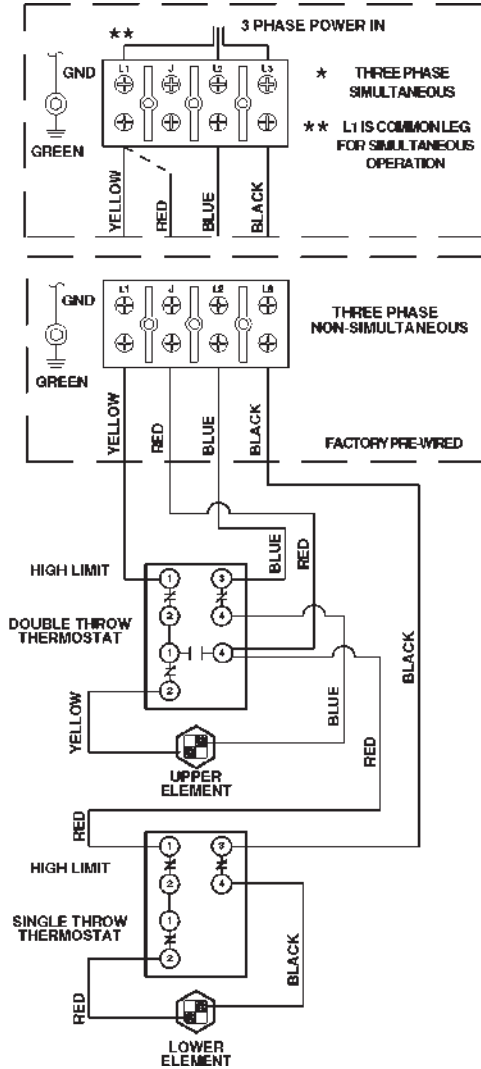 3 PHASE POWER IN
**
L1 J L2 L3
GND
GREEN
* THREE PHASE
SIMULTANEOUS
** L1 IS COMMON LEG
FOR SIMULTANEOUS
OPERATION
YELLOW
RED
BLUE
BLACK
L1 J L2 L3
GND
GREEN
THREE PHASE
NON-SIMULTANEOUS
YELLOW
RED
BLUE
BLACK
FACTORY PRE-WIRED
BLUE
RED
HIGH LIMIT
1 3
2 4
DOUBLE THROW
THERMOSTAT
1 4
2
BLACK
YELLOW
BLUE
RED
UPPER
ELEMENT
RED
HIGH LIMIT
1 3
2 4
SINGLE THROW
THERMOSTAT
1
2
BLACK
RED
LOWER
ELEMENT